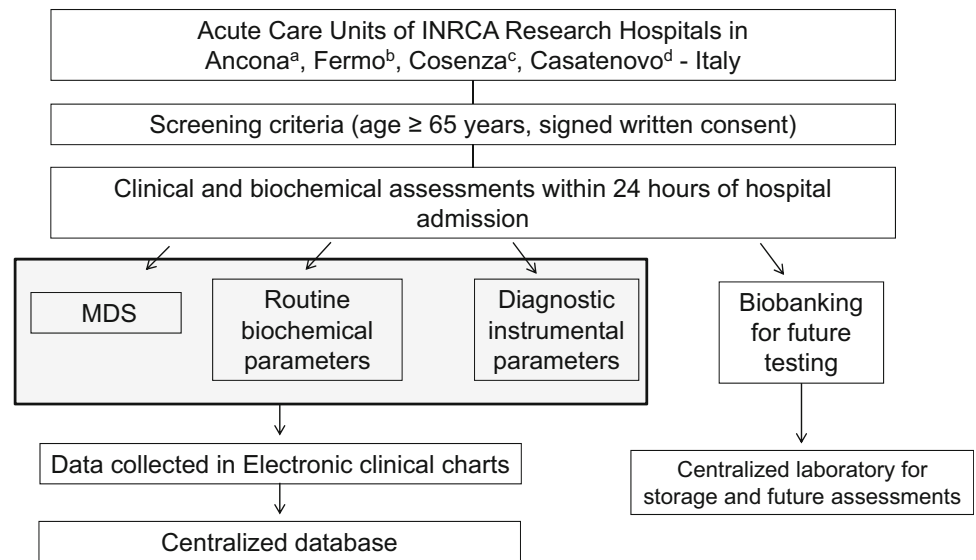 Acute Care Units of INRCA Research Hospitals in
Anconaᵃ, Fermoᵇ, Cosenzaᶜ, Casatenovoᵈ - Italy
Screening criteria (age ≥ 65 years, signed written consent)
Clinical and biochemical assessments within 24 hours of hospital
admission
MDS
Routine
biochemical
parameters
Diagnostic
instrumental
parameters
Biobanking
for future
testing
Data collected in Electronic clinical charts
Centralized laboratory for
storage and future assessments
Centralized database